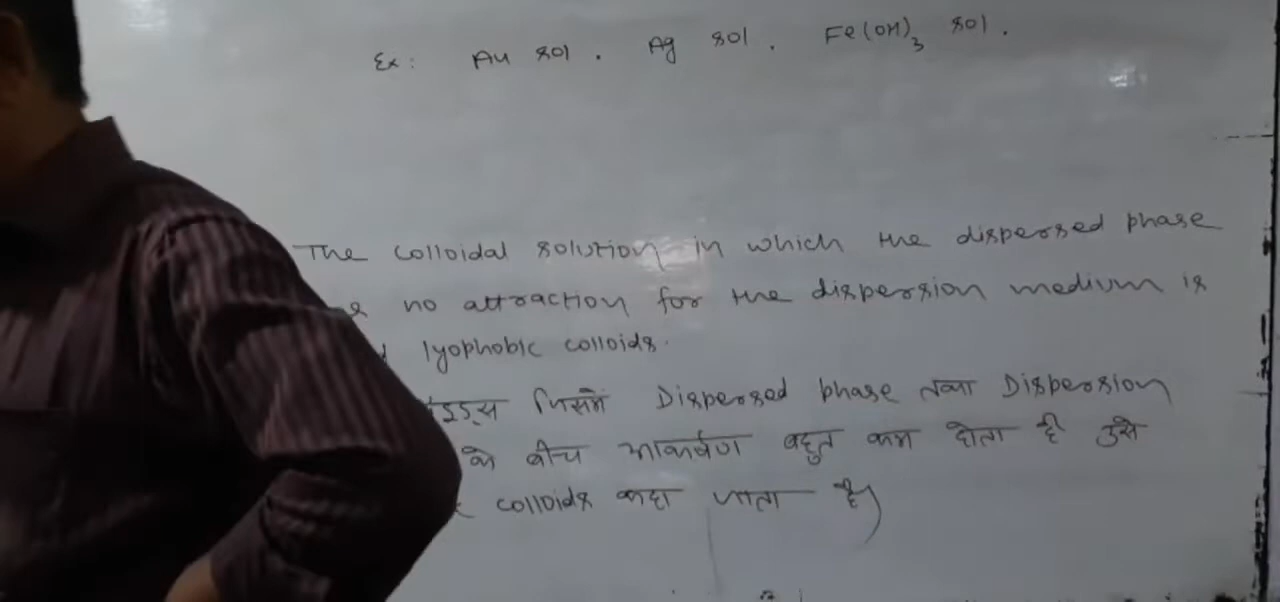 Ex: Au sol. Ag sol. Fe(OH)3 sol.
The colloidal solution in which the dispersed phase
no attraction for the dispersion medium is
lyophobic colloids.
जिसमें Dispersed phase तथा Dispersion
के बीच आकर्षण बहुत कम होता है उसे
colloids कहा जाता है)